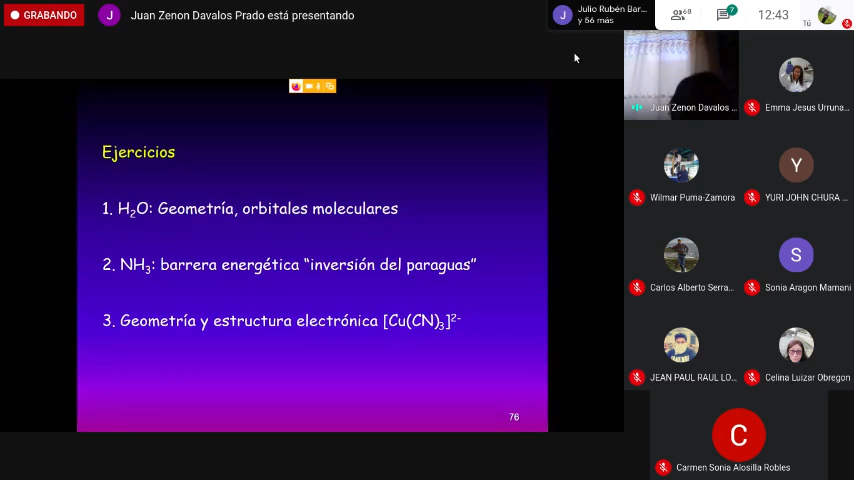 GRABANDO
J
Juan Zenon Davalos Prado está presentando
J
Julio Rubén Bar...
y 56 más
68
7
12:43
Tú
Ejercicios
1. H₂O: Geometría, orbitales moleculares
2. NH₃: barrera energética “inversión del paraguas”
3. Geometría y estructura electrónica [Cu(CN)₃]²⁻
76
Juan Zenon Davalos ...
Emma Jesus Urruna...
Wilmar Puma-Zamora
Y
YURI JOHN CHURA ...
Carlos Alberto Serra...
S
Sonia Aragon Mamani
JEAN PAUL RAUL LO...
Celina Luizar Obregon
C
Carmen Sonia Alosilla Robles